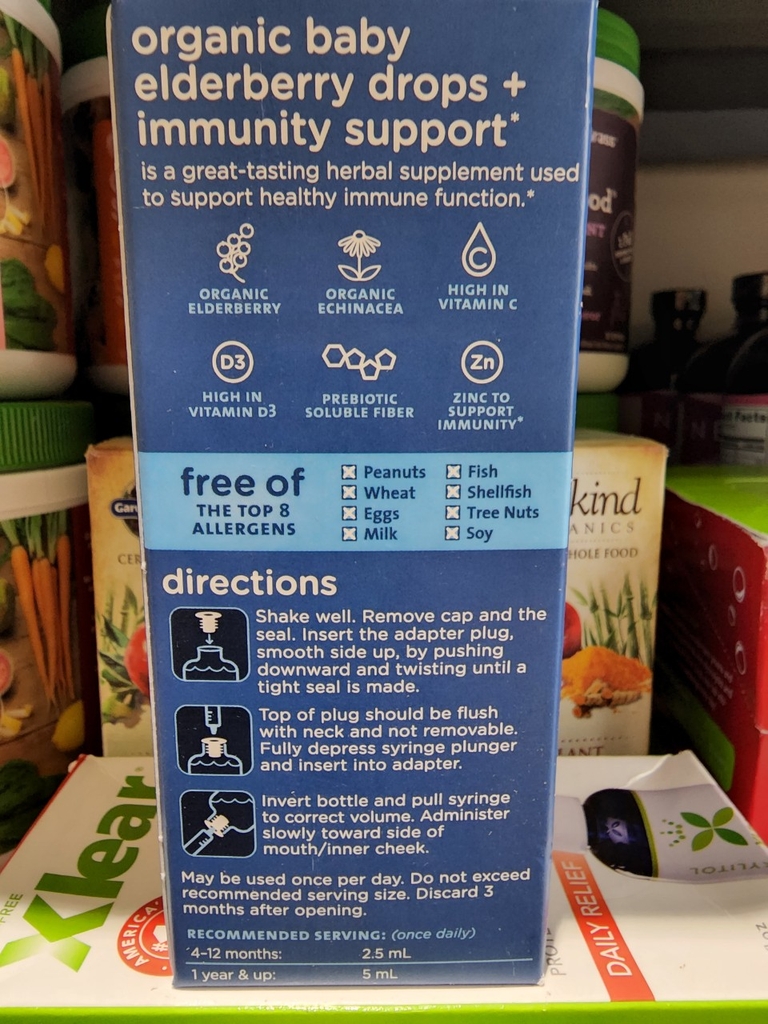 organic baby
elderberry drops +
immunity support*
is a great-tasting herbal supplement used
to support healthy immune function.*
ORGANIC
ELDERBERRY
ORGANIC
ECHINACEA
C
HIGH IN
VITAMIN C
D3
HIGH IN
VITAMIN D3
PREBIOTIC
SOLUBLE FIBER
Zn
ZINC TO
SUPPORT
IMMUNITY*
free of
THE TOP 8
ALLERGENS
Peanuts
Wheat
Eggs
Milk
Fish
Shellfish
Tree Nuts
Soy
directions
Shake well. Remove cap and the
seal. Insert the adapter plug,
smooth side up, by pushing
downward and twisting until a
tight seal is made.
Top of plug should be flush
with neck and not removable.
Fully depress syringe plunger
and insert into adapter.
Invert bottle and pull syringe
to correct volume. Administer
slowly toward side of
mouth/inner cheek.
May be used once per day. Do not exceed
recommended serving size. Discard 3
months after opening.
RECOMMENDED SERVING: (once daily)
4-12 months: 2.5 mL
1 year & up: 5 mL
kind
ANICS
HOLE FOOD
Xlear
FREE
AMERICA
DAILY RELIEF
XYLITOL